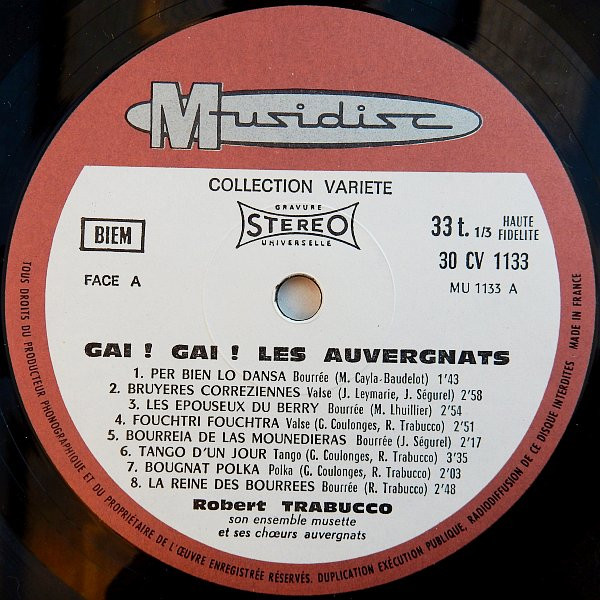 Musidisc
COLLECTION VARIETE
GRAVURE
STEREO
UNIVERSELLE
BIEM
33 t. 1/3 HAUTE FIDELITE
30 CV 1133
FACE A
MU 1133 A
GAI ! GAI ! LES AUVERGNATS
1. PER BIEN LO DANSA Bourrée (M. Cayla-Baudelot) 1'43
2. BRUYERES CORREZIENNES Valse (J. Leymarie, J. Ségurel) 2'58
3. LES EPOUSEUX DU BERRY Bourrée (M. Lhuillier) 2'54
4. FOUCHTRI FOUCHTRA Valse (G. Coulonges, R. Trabucco) 2'51
5. BOURREIA DE LAS MOUNEDIERAS Bourrée (J. Ségurel) 2'17
6. TANGO D'UN JOUR Tango (G. Coulonges, R. Trabucco) 3'35
7. BOUGNAT POLKA Polka (G. Coulonges, R. Trabucco) 2'03
8. LA REINE DES BOURREES Bourrée (R. Trabucco) 2'48
Robert TRABUCCO
son ensemble musette
et ses chœurs auvergnats
TOUS DROITS DU PRODUCTEUR PHONOGRAPHIQUE ET DU PROPRIÉTAIRE DE L'ŒUVRE ENREGISTRÉE RÉSERVÉS. DUPLICATION EXÉCUTION PUBLIQUE, RADIODIFFUSION DE CE DISQUE INTERDITES MADE IN FRANCE